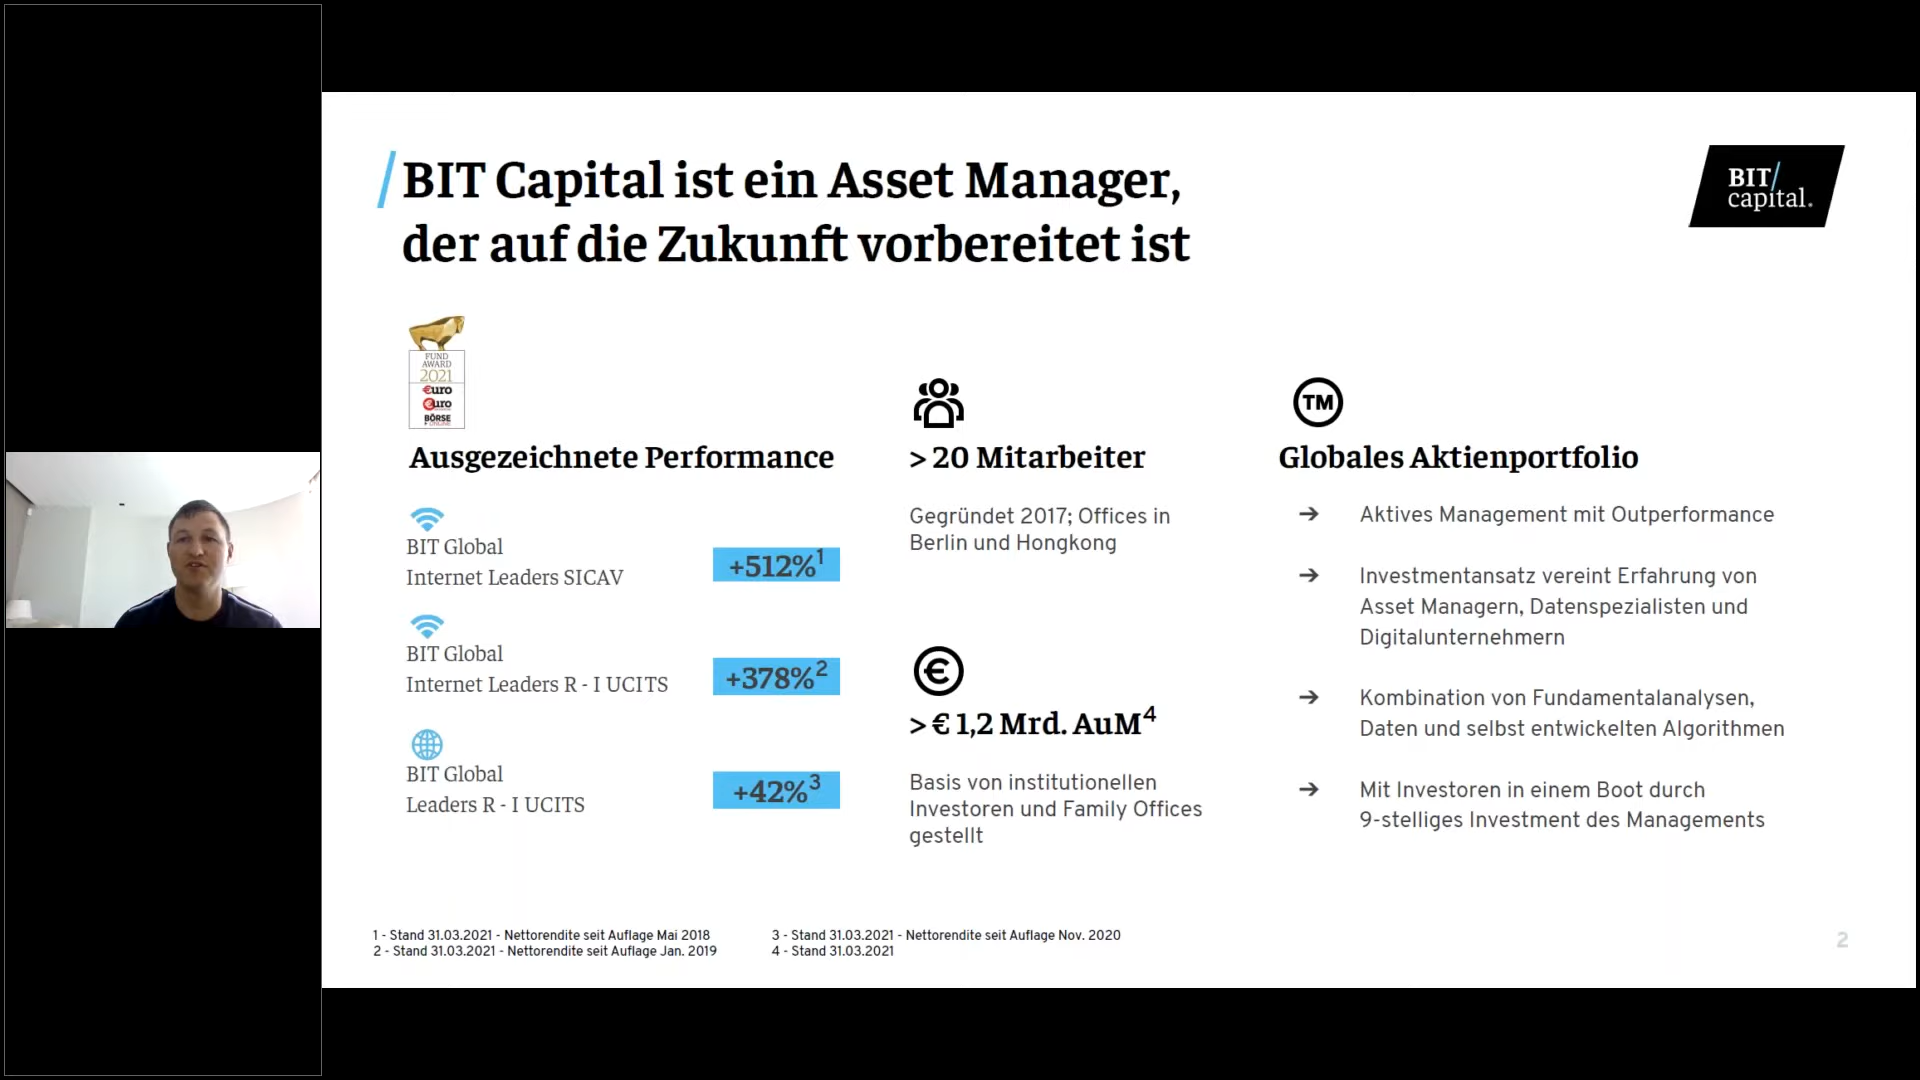 BIT Capital ist ein Asset Manager,
der auf die Zukunft vorbereitet ist
BIT/
capital.
FUND
AWARD
2021
€uro
€uro
BÖRSE
ONLINE
Ausgezeichnete Performance
BIT Global
Internet Leaders SICAV
+512%¹
BIT Global
Internet Leaders R - I UCITS
+378%²
BIT Global
Leaders R - I UCITS
+42%³
> 20 Mitarbeiter
Gegründet 2017; Offices in
Berlin und Hongkong
€
> € 1,2 Mrd. AuM⁴
Basis von institutionellen
Investoren und Family Offices
gestellt
TM
Globales Aktienportfolio
➔ Aktives Management mit Outperformance
➔ Investmentansatz vereint Erfahrung von
Asset Managern, Datenspezialisten und
Digitalunternehmern
➔ Kombination von Fundamentalanalysen,
Daten und selbst entwickelten Algorithmen
➔ Mit Investoren in einem Boot durch
9-stelliges Investment des Managements
1 - Stand 31.03.2021 - Nettorendite seit Auflage Mai 2018
2 - Stand 31.03.2021 - Nettorendite seit Auflage Jan. 2019
3 - Stand 31.03.2021 - Nettorendite seit Auflage Nov. 2020
4 - Stand 31.03.2021
2